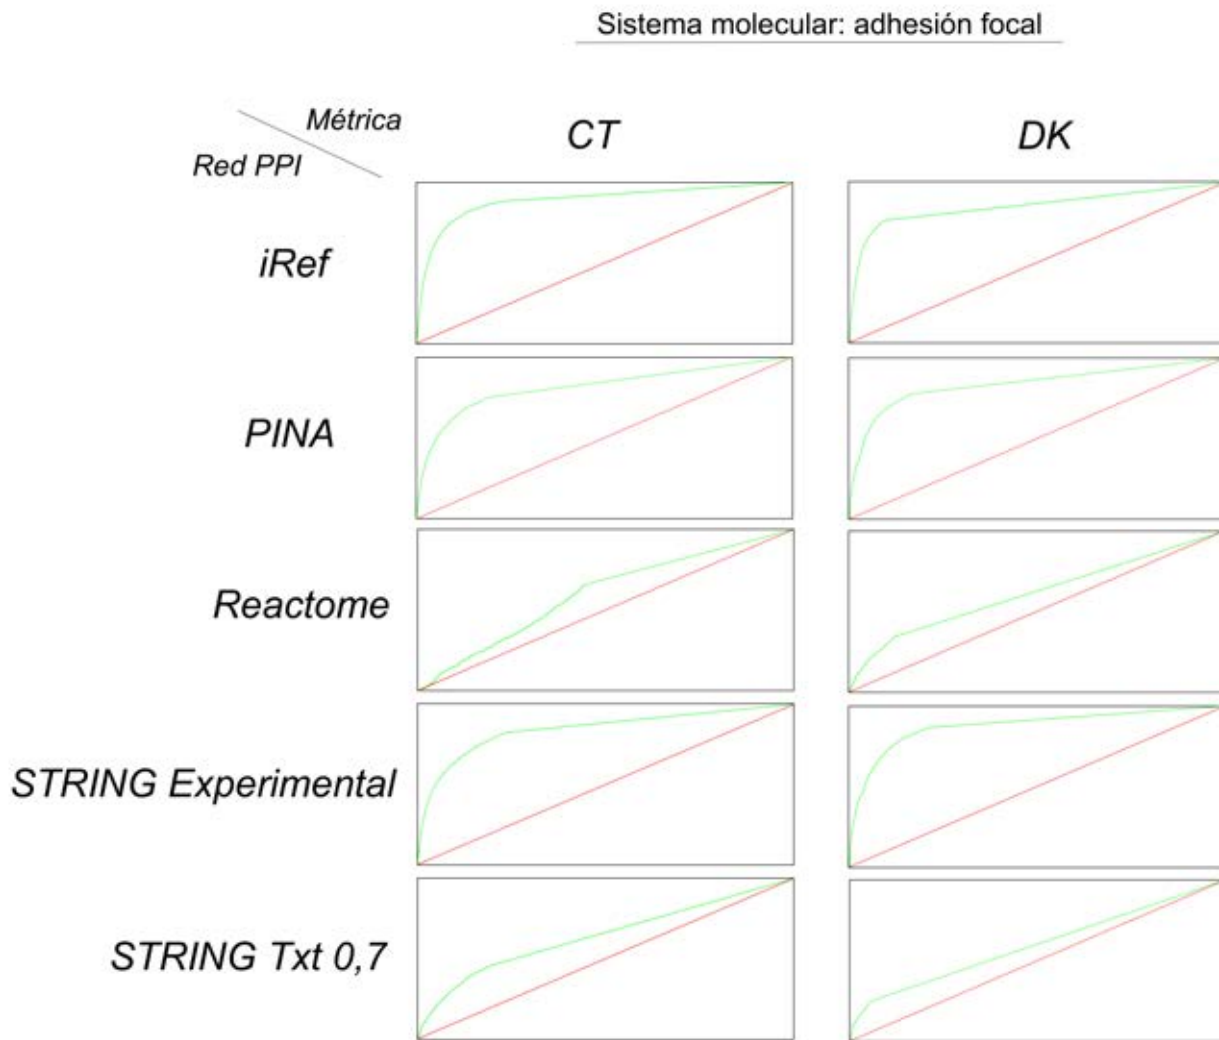 Sistema molecular: adhesión focal
Métrica
Red PPI
CT
DK
iRef
PINA
Reactome
STRING Experimental
STRING Txt 0,7